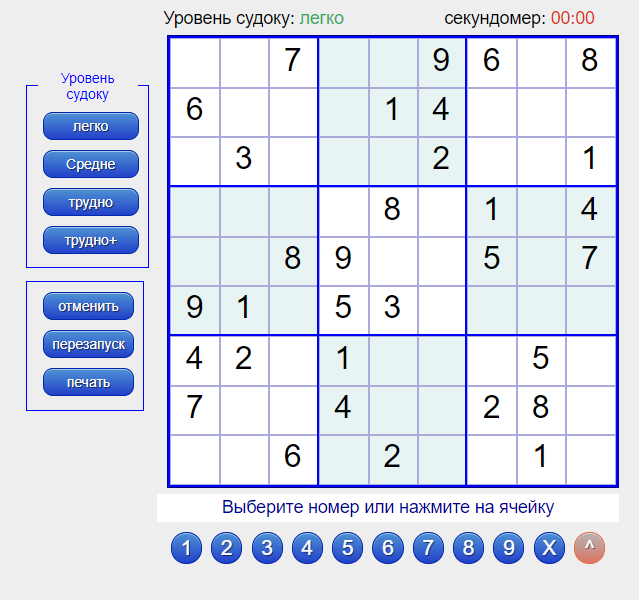 Уровень судоку: легко секундомер: 00:00
Уровень
судоку
легко
Средне
трудно
трудно+
отменить
перезапуск
печать
7 9 6 8
6 1 4
3 2 1
8 1 4
8 9 5 7
9 1 5 3
4 2 1 5
7 4 2 8
6 2 1
Выберите номер или нажмите на ячейку
1 2 3 4 5 6 7 8 9 X ^